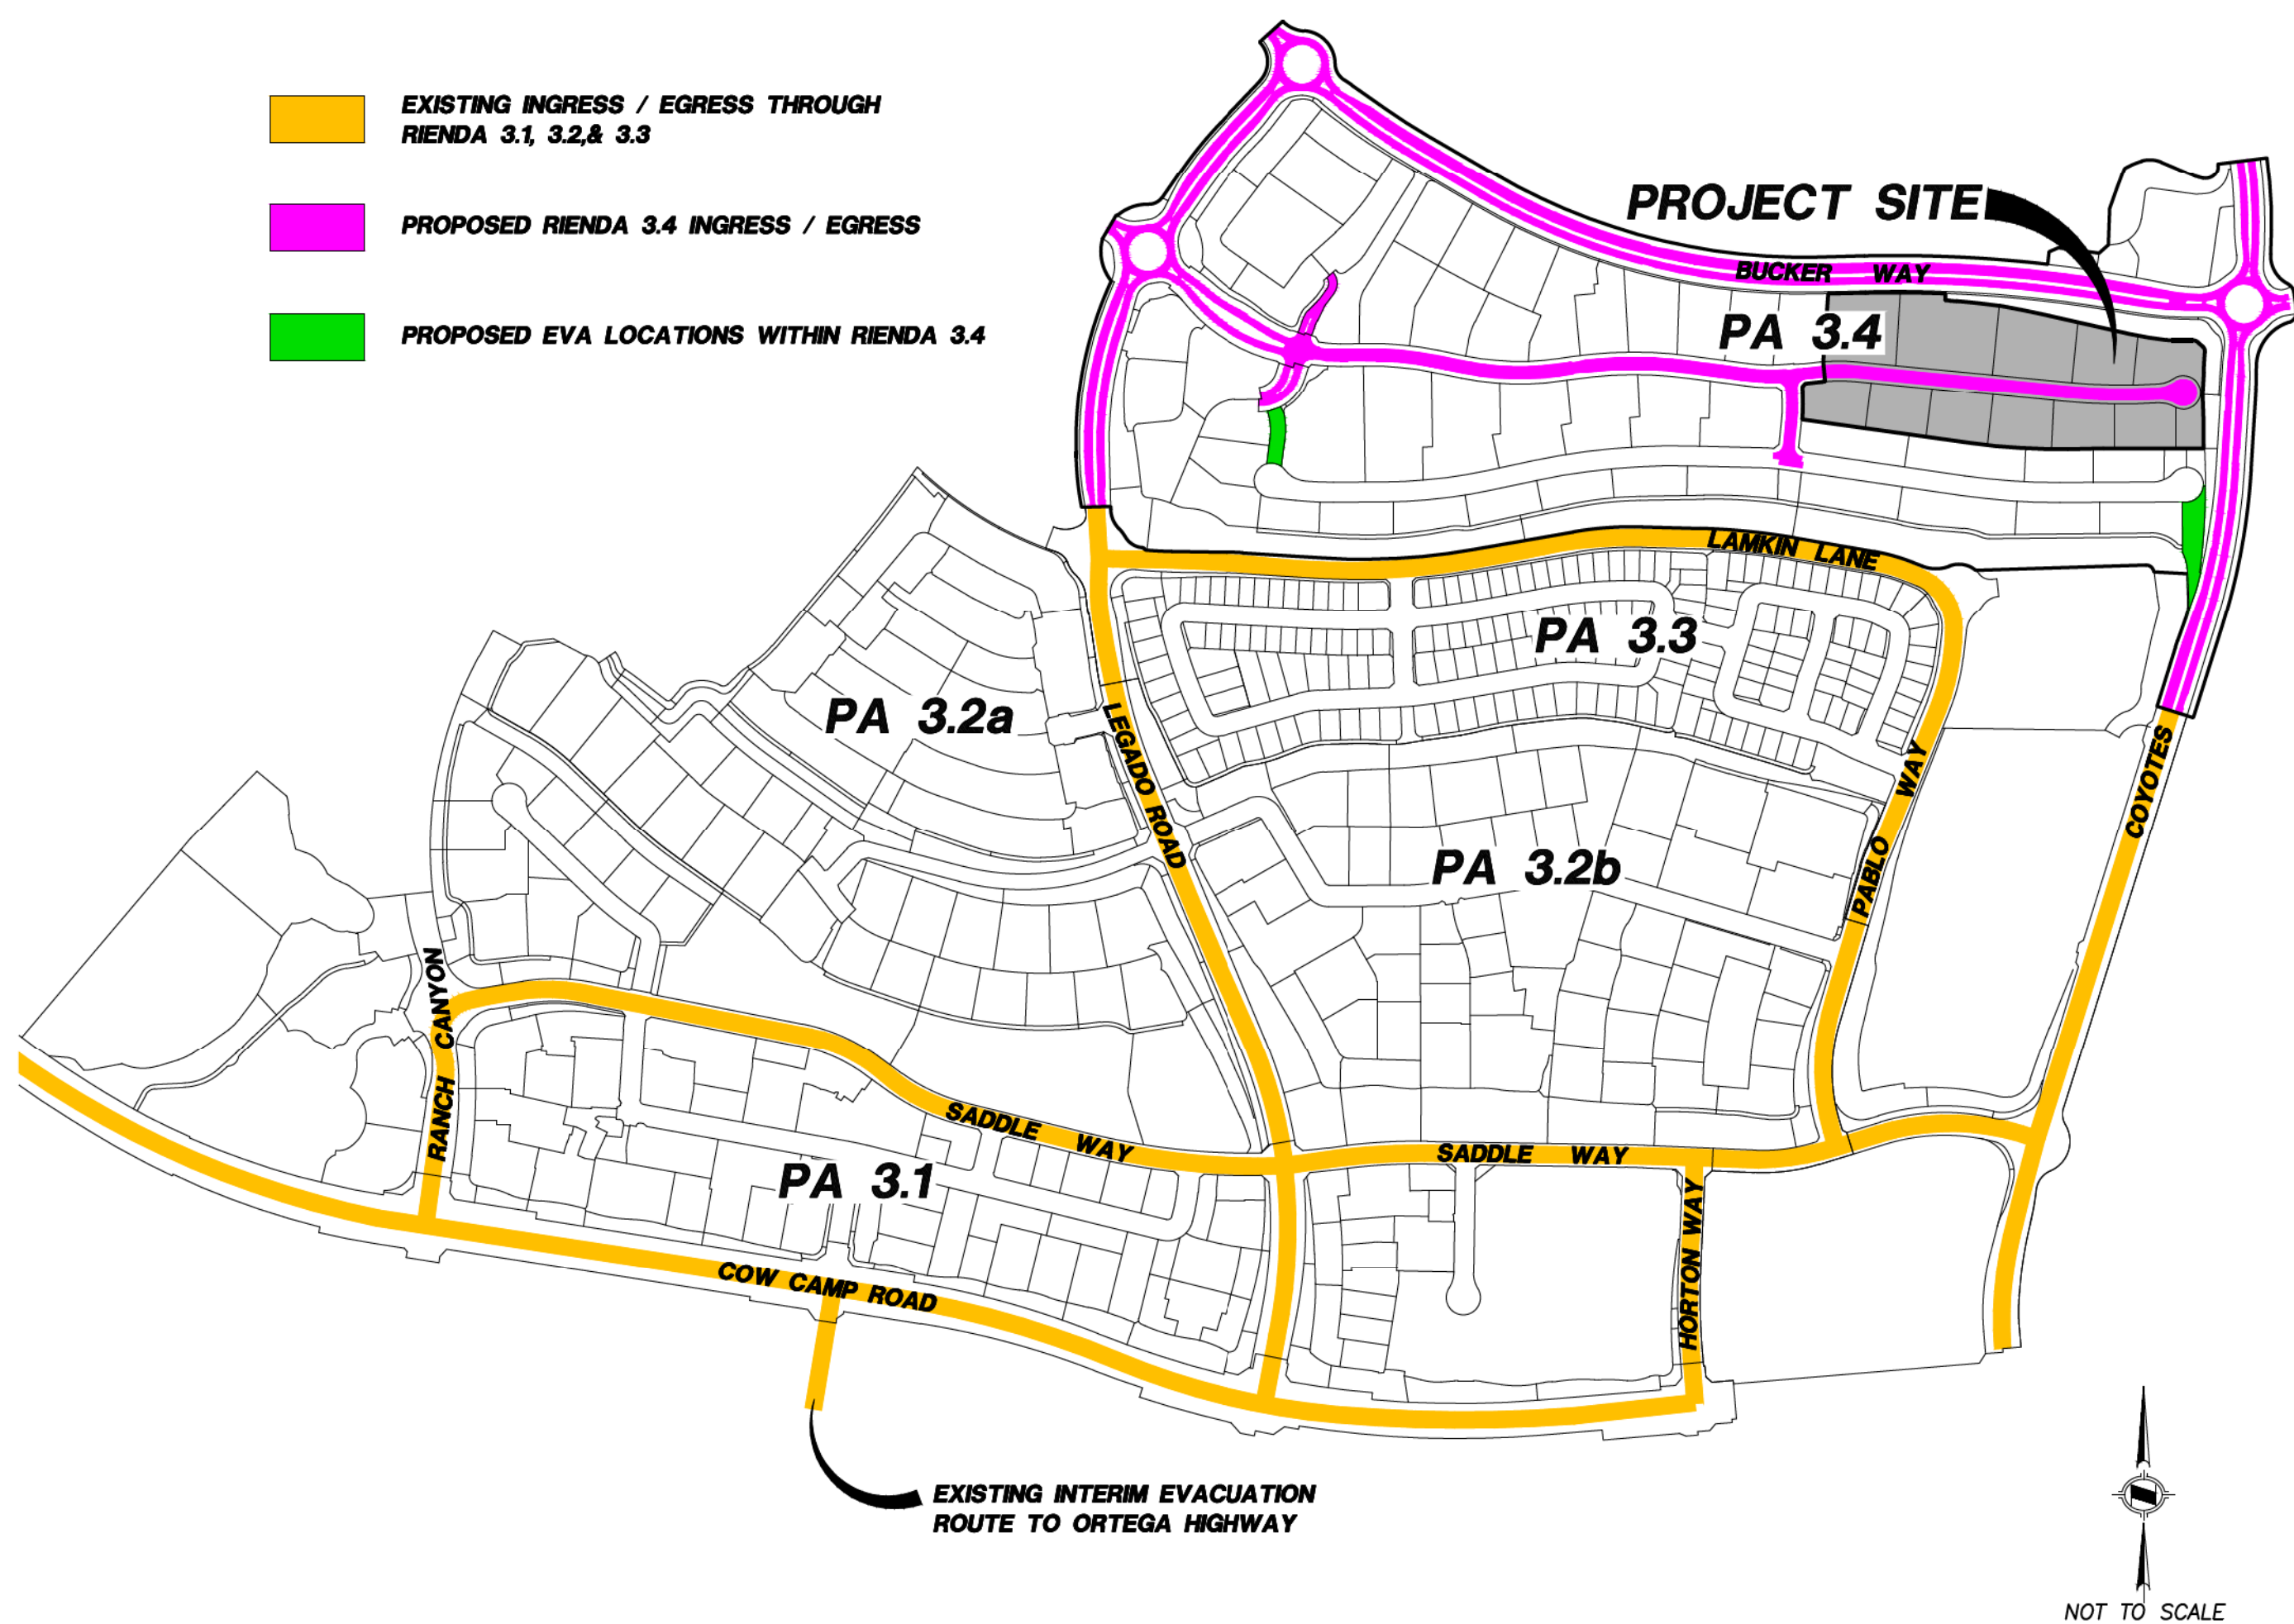 EXISTING INGRESS / EGRESS THROUGH
RIENDA 3.1, 3.2,& 3.3
PROPOSED RIENDA 3.4 INGRESS / EGRESS
PROPOSED EVA LOCATIONS WITHIN RIENDA 3.4
PROJECT SITE
BUCKER WAY
PA 3.4
LAMKIN LANE
PA 3.3
PA 3.2a
LEGADO ROAD
PABLO WAY
COYOTES
PA 3.2b
RANCH CANYON
SADDLE WAY
SADDLE WAY
PA 3.1
HORTON WAY
COW CAMP ROAD
EXISTING INTERIM EVACUATION
ROUTE TO ORTEGA HIGHWAY
NOT TO SCALE